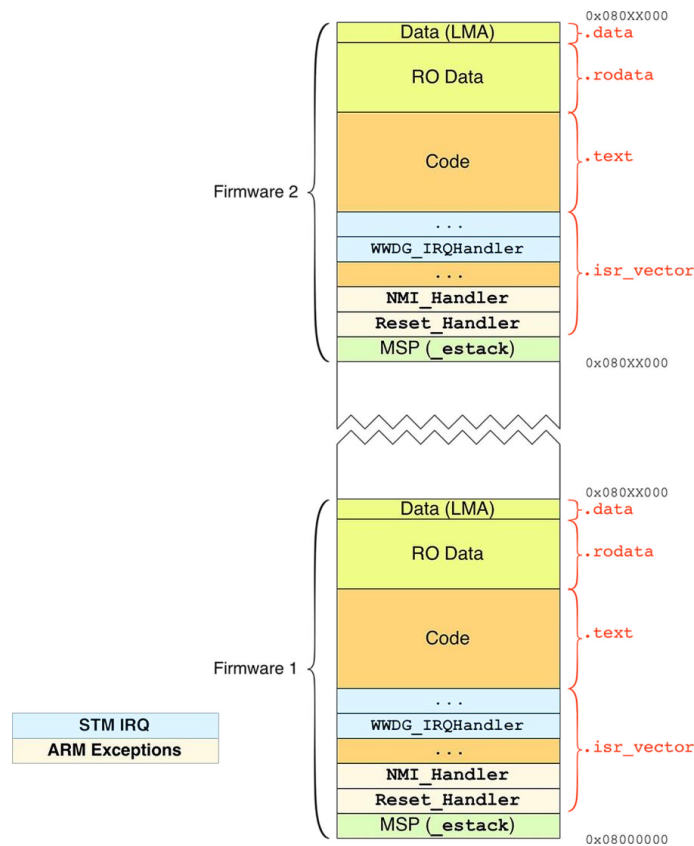 0x080XX000
Data (LMA)
.data
RO Data
.rodata
Code
.text
Firmware 2
...
WWDG_IRQHandler
...
.isr_vector
NMI_Handler
Reset_Handler
MSP (_estack)
0x080XX000
0x080XX000
Data (LMA)
.data
RO Data
.rodata
Code
.text
Firmware 1
...
WWDG_IRQHandler
...
.isr_vector
NMI_Handler
Reset_Handler
MSP (_estack)
0x08000000
STM IRQ
ARM Exceptions